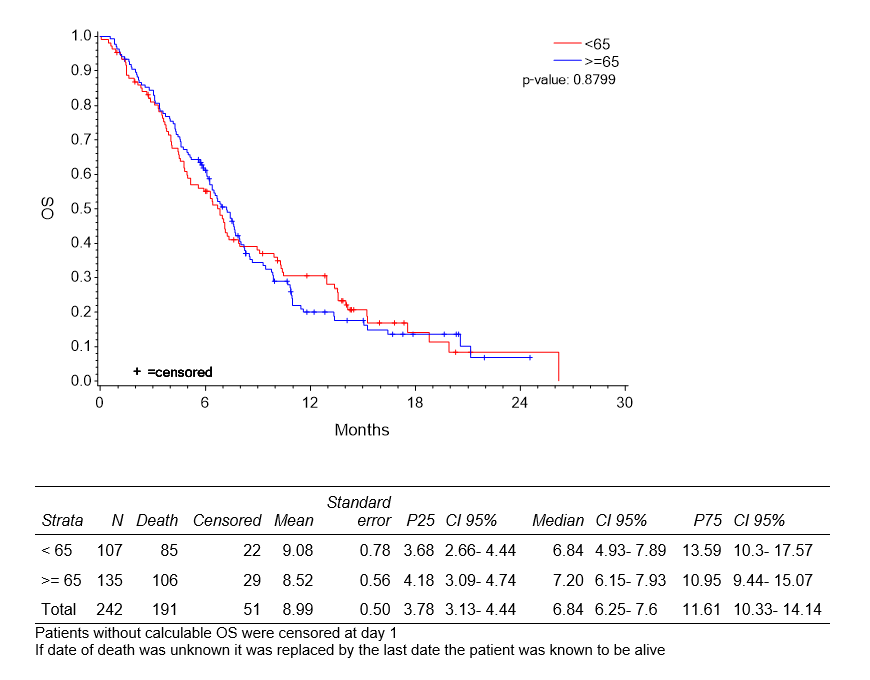 <65
>=65
p-value: 0.8799
1.0
0.9
0.8
0.7
0.6
0.5
0.4
0.3
0.2
0.1
0.0
OS
+ =censored
0 6 12 18 24 30
Months
Strata N Death Censored Mean Standard error P25 CI 95% Median CI 95% P75 CI 95%
< 65 107 85 22 9.08 0.78 3.68 2.66- 4.44 6.84 4.93- 7.89 13.59 10.3- 17.57
>= 65 135 106 29 8.52 0.56 4.18 3.09- 4.74 7.20 6.15- 7.93 10.95 9.44- 15.07
Total 242 191 51 8.99 0.50 3.78 3.13- 4.44 6.84 6.25- 7.6 11.61 10.33- 14.14
Patients without calculable OS were censored at day 1
If date of death was unknown it was replaced by the last date the patient was known to be alive